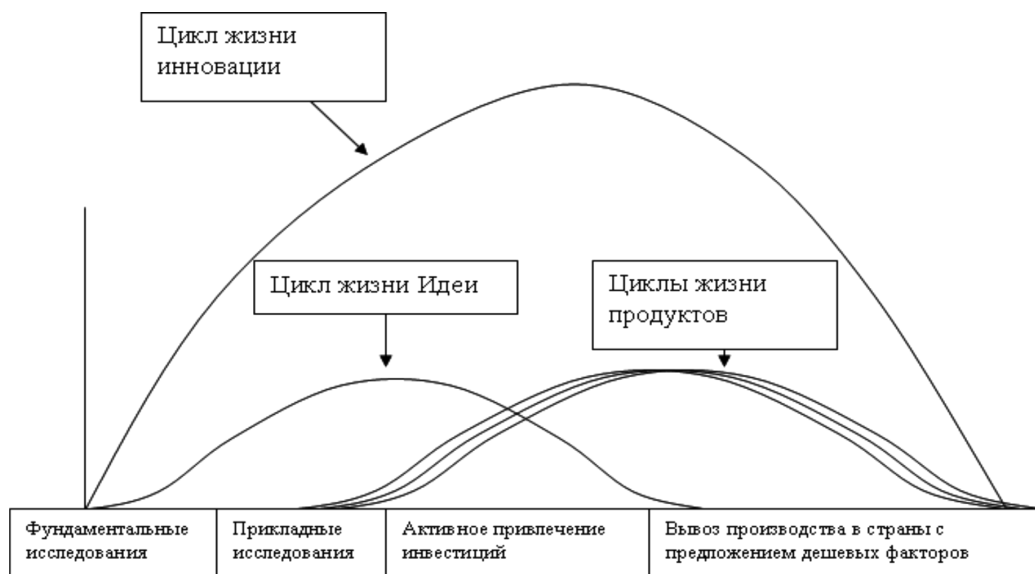 Цикл жизни
инновации
Цикл жизни Идеи
Циклы жизни
продуктов
Фундаментальные
исследования
Прикладные
исследования
Активное привлечение
инвестиций
Вывоз производства в страны с
предложением дешевых факторов